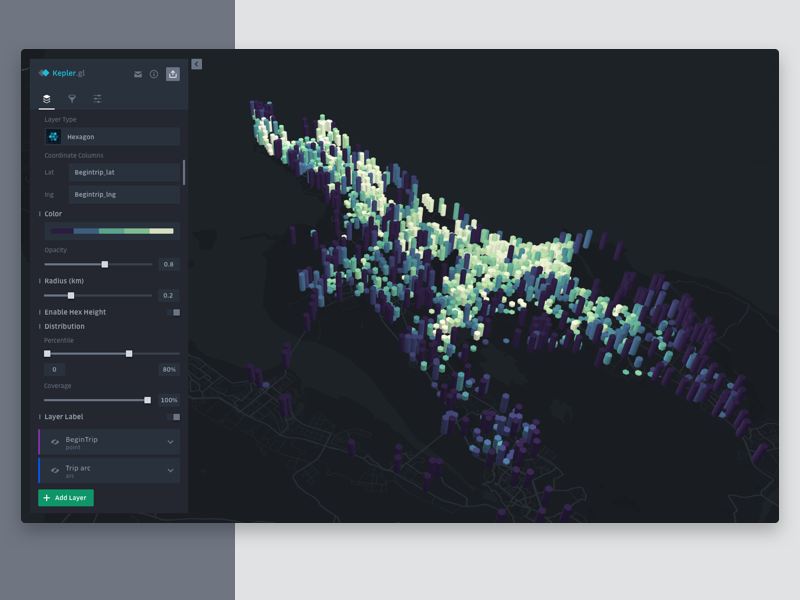 Kepler.gl
Layer Type
Hexagon
Coordinate Columns
Lat
Begintrip_lat
lng
Begintrip_lng
Color
Opacity
0.8
Radius (km)
0.2
Enable Hex Height
Distribution
Percentile
0
80%
Coverage
100%
Layer Label
BeginTrip
point
Trip arc
arc
+ Add Layer